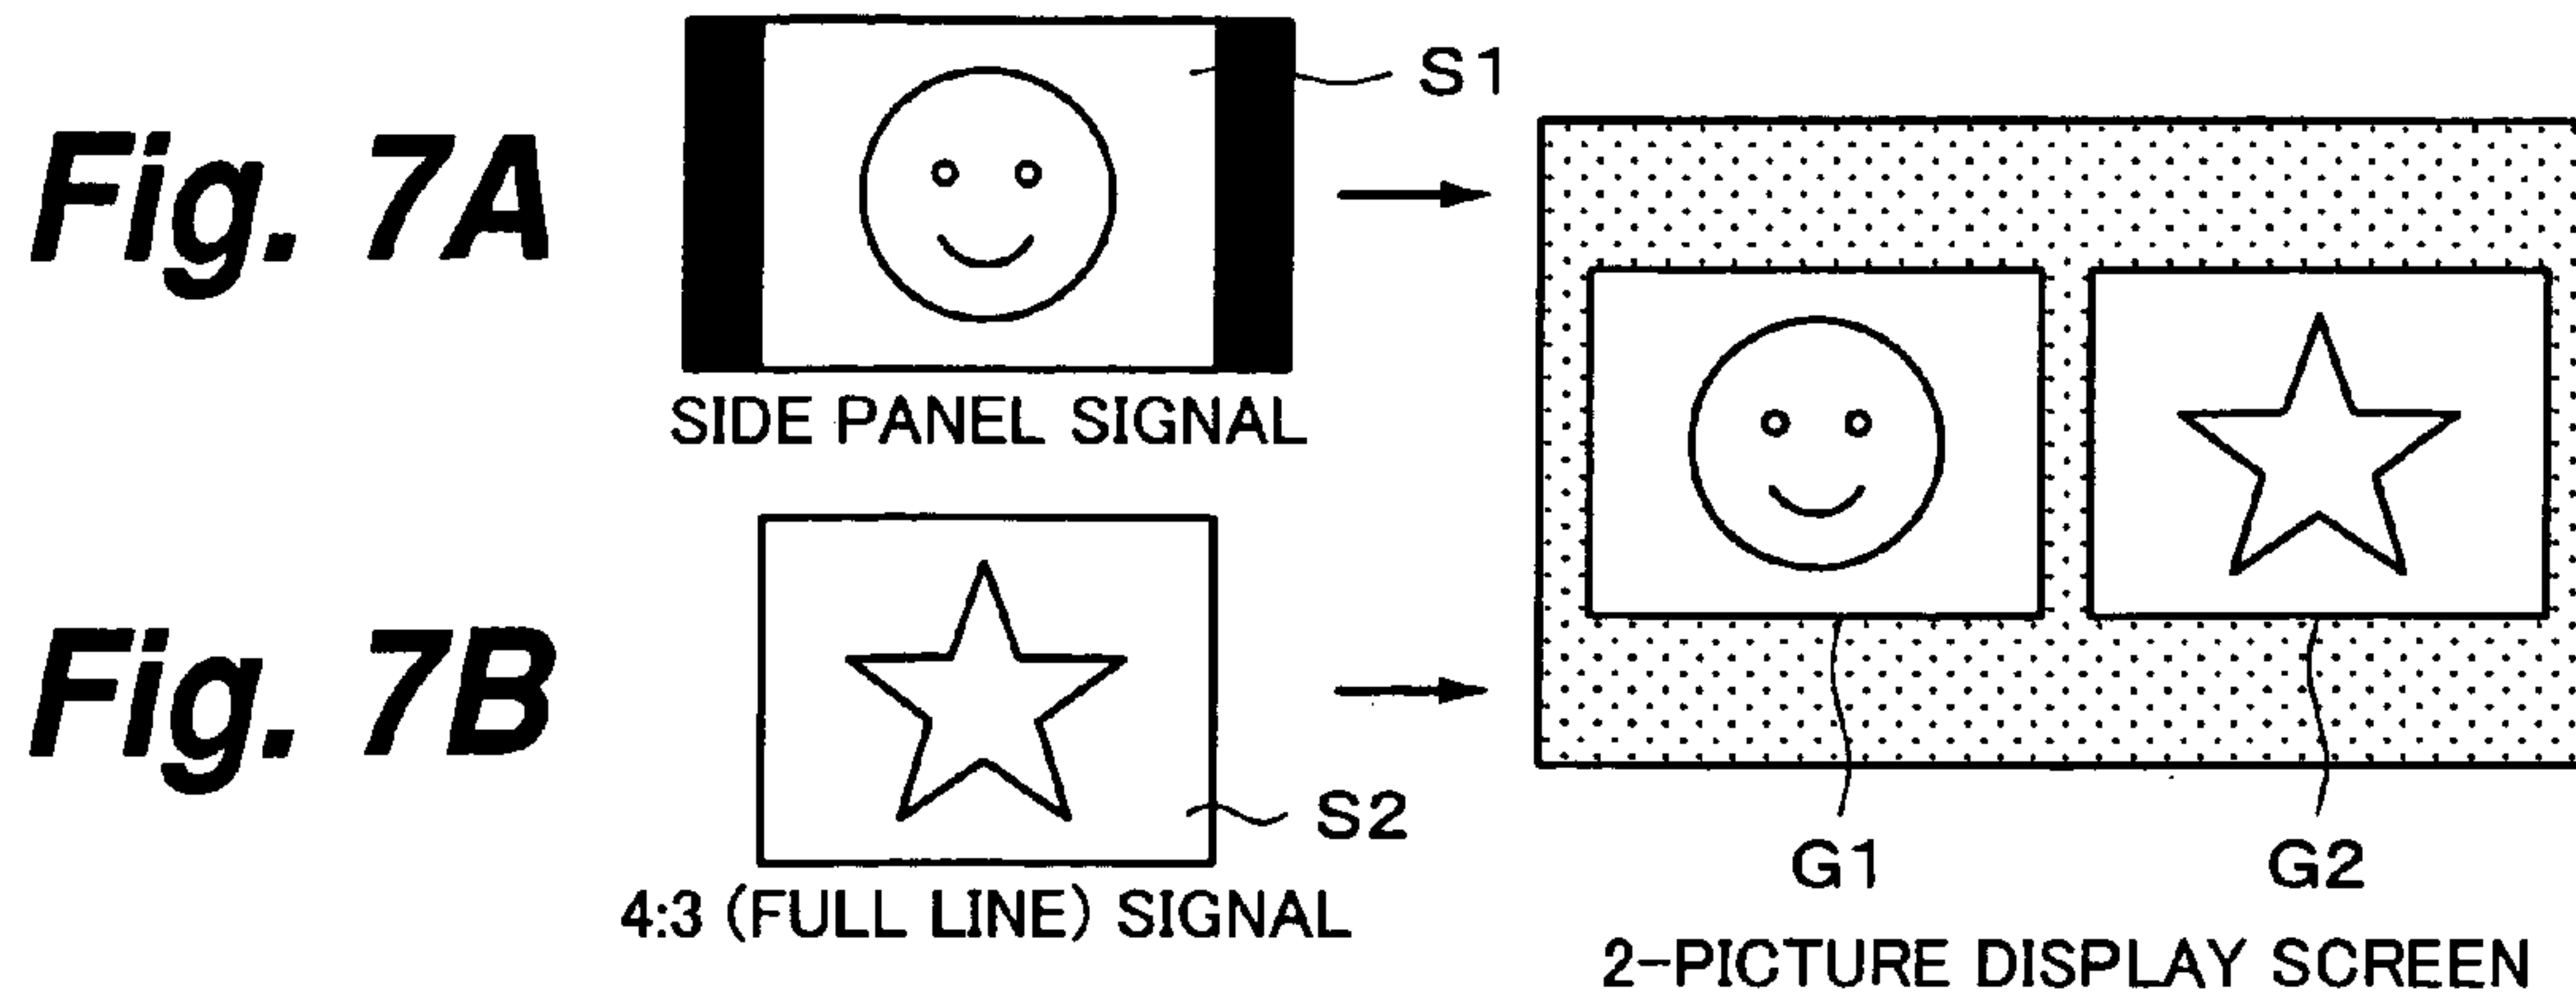 Fig. 7A
S1
SIDE PANEL SIGNAL
Fig. 7B
S2
4:3 (FULL LINE) SIGNAL
G1
G2
2-PICTURE DISPLAY SCREEN